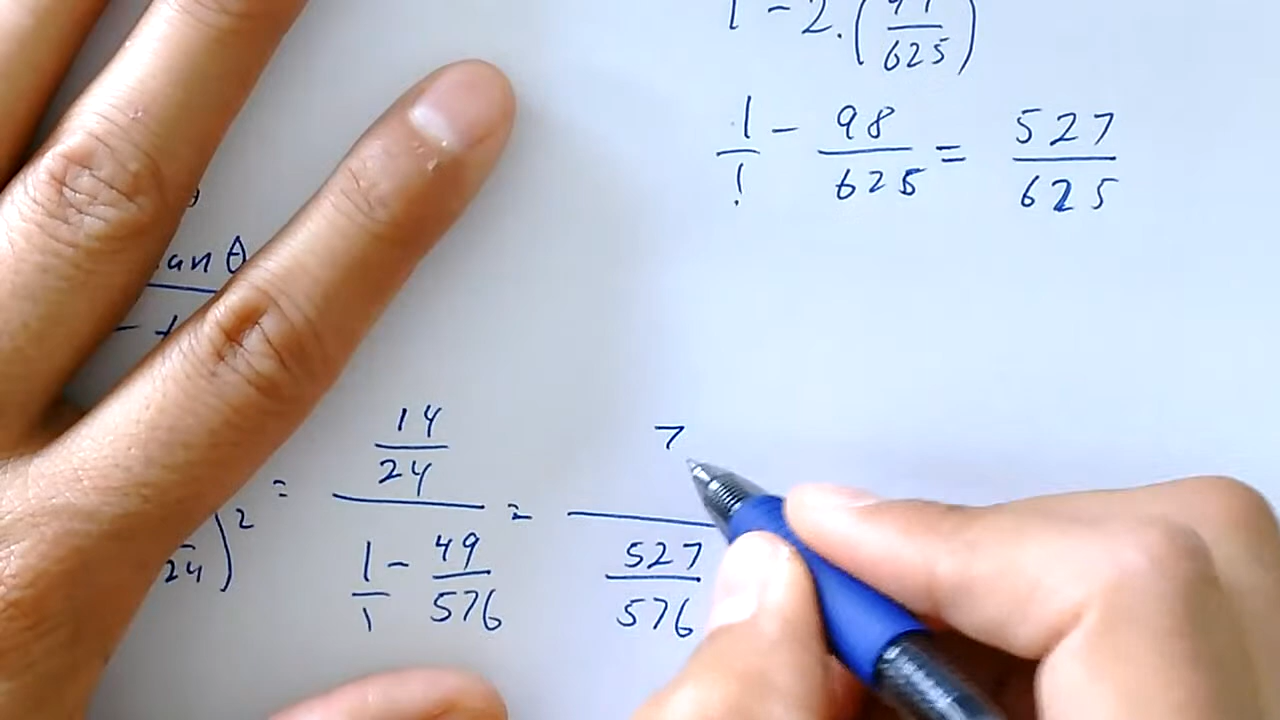 1 - 2 . ( /625 )
1/1 - 98/625 = 527/625
an θ
-
14/24
= ——— = 7
24 )² 1/1 - 49/576 527/576